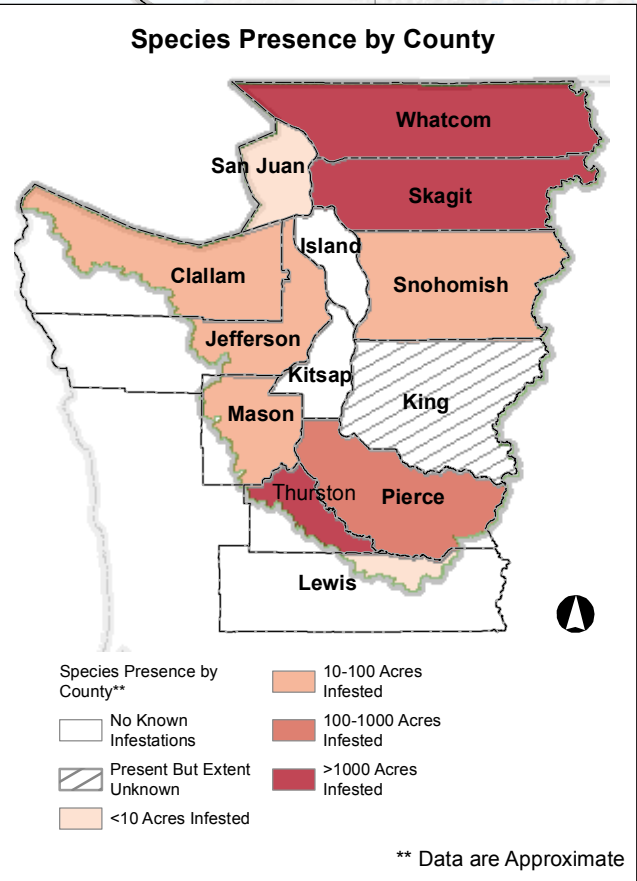 Species Presence by County
Whatcom
San Juan
Skagit
Island
Clallam
Snohomish
Jefferson
Kitsap
King
Mason
Thurston
Pierce
Lewis
Species Presence by
County**
No Known
Infestations
Present But Extent
Unknown
<10 Acres Infested
10-100 Acres
Infested
100-1000 Acres
Infested
>1000 Acres
Infested
** Data are Approximate